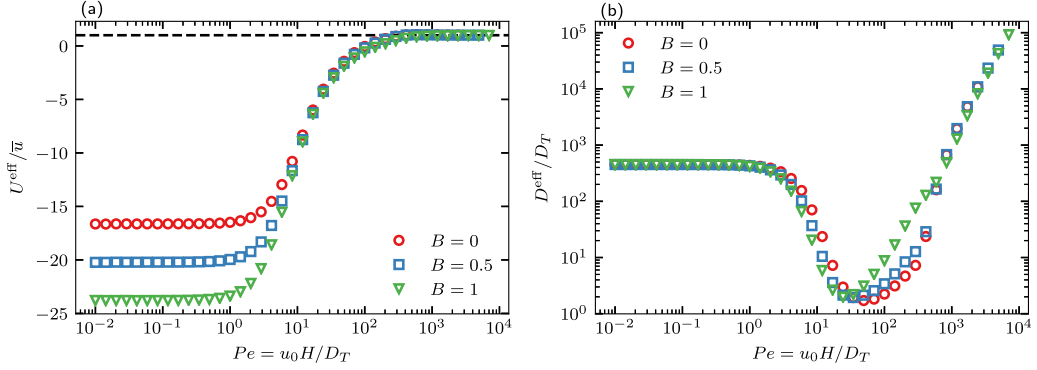 (a)
0
−5
−10
−15
−20
−25
U^eff/u̅
B = 0
B = 0.5
B = 1
10^−2 10^−1 10^0 10^1 10^2 10^3 10^4
Pe = u_0H/D_T
(b)
10^5
10^4
10^3
10^2
10^1
10^0
D^eff/D_T
B = 0
B = 0.5
B = 1
10^−2 10^−1 10^0 10^1 10^2 10^3 10^4
Pe = u_0H/D_T